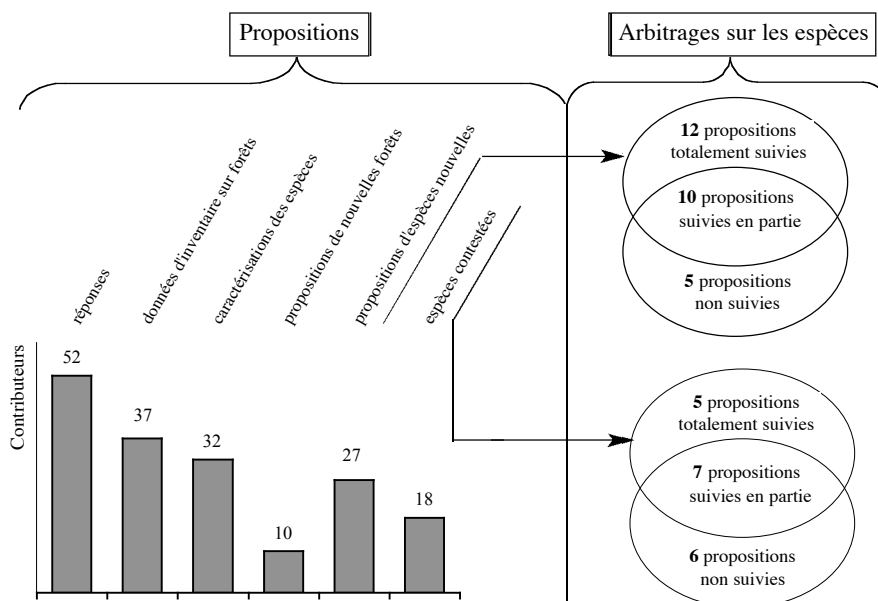 Propositions
Arbitrages sur les espèces
réponses
données d'inventaire sur forêts
caractérisations des espèces
propositions de nouvelles forêts
propositions d'espèces nouvelles
espèces contestées
Contributeurs
52
37
32
10
27
18
12 propositions
totalement suivies
10 propositions
suivies en partie
5 propositions
non suivies
5 propositions
totalement suivies
7 propositions
suivies en partie
6 propositions
non suivies